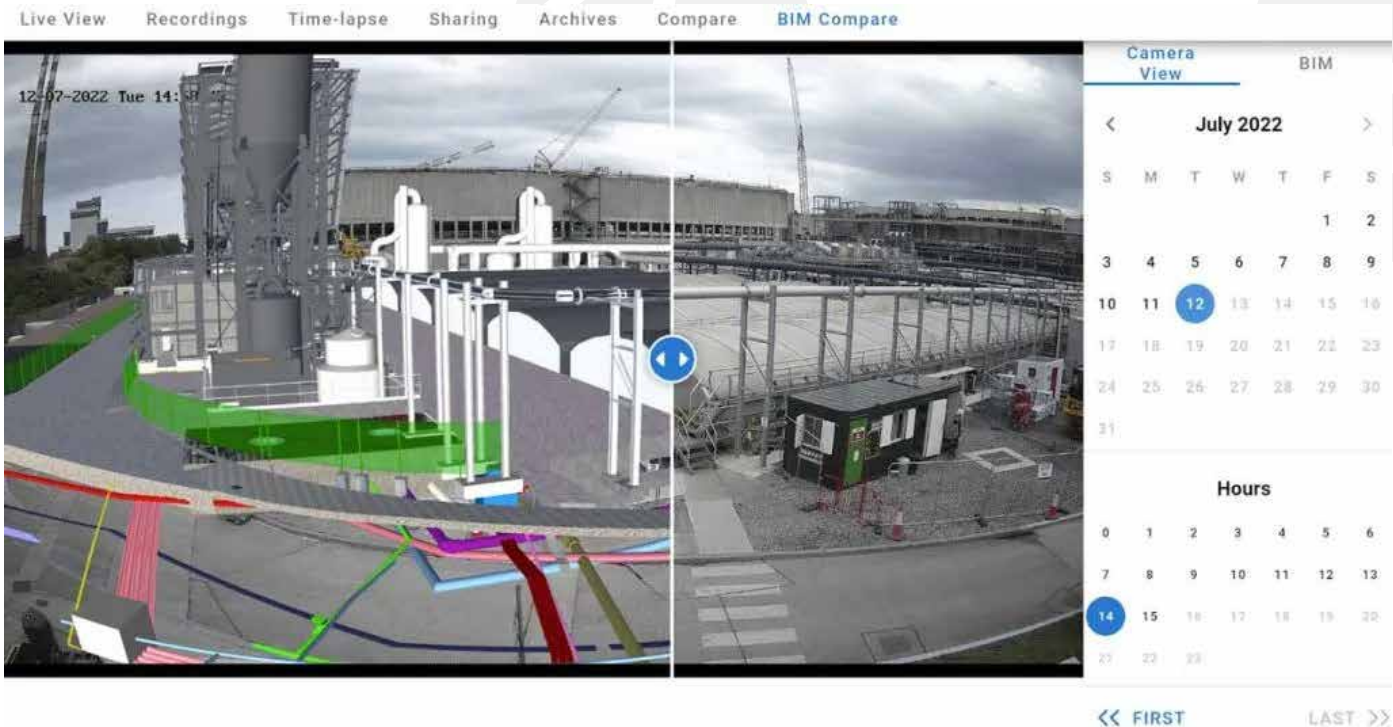 Live View Recordings Time-lapse Sharing Archives Compare BIM Compare
Camera View BIM
12-07-2022 Tue 14:
< July 2022 >
S M T W T F S
1 2
3 4 5 6 7 8 9
10 11 12 13 14 15 16
17 18 19 20 21 22 23
24 25 26 27 28 29 30
31
Hours
0 1 2 3 4 5 6
7 8 9 10 11 12 13
14 15 16 17 18 19 20
21 22 23
<< FIRST LAST >>